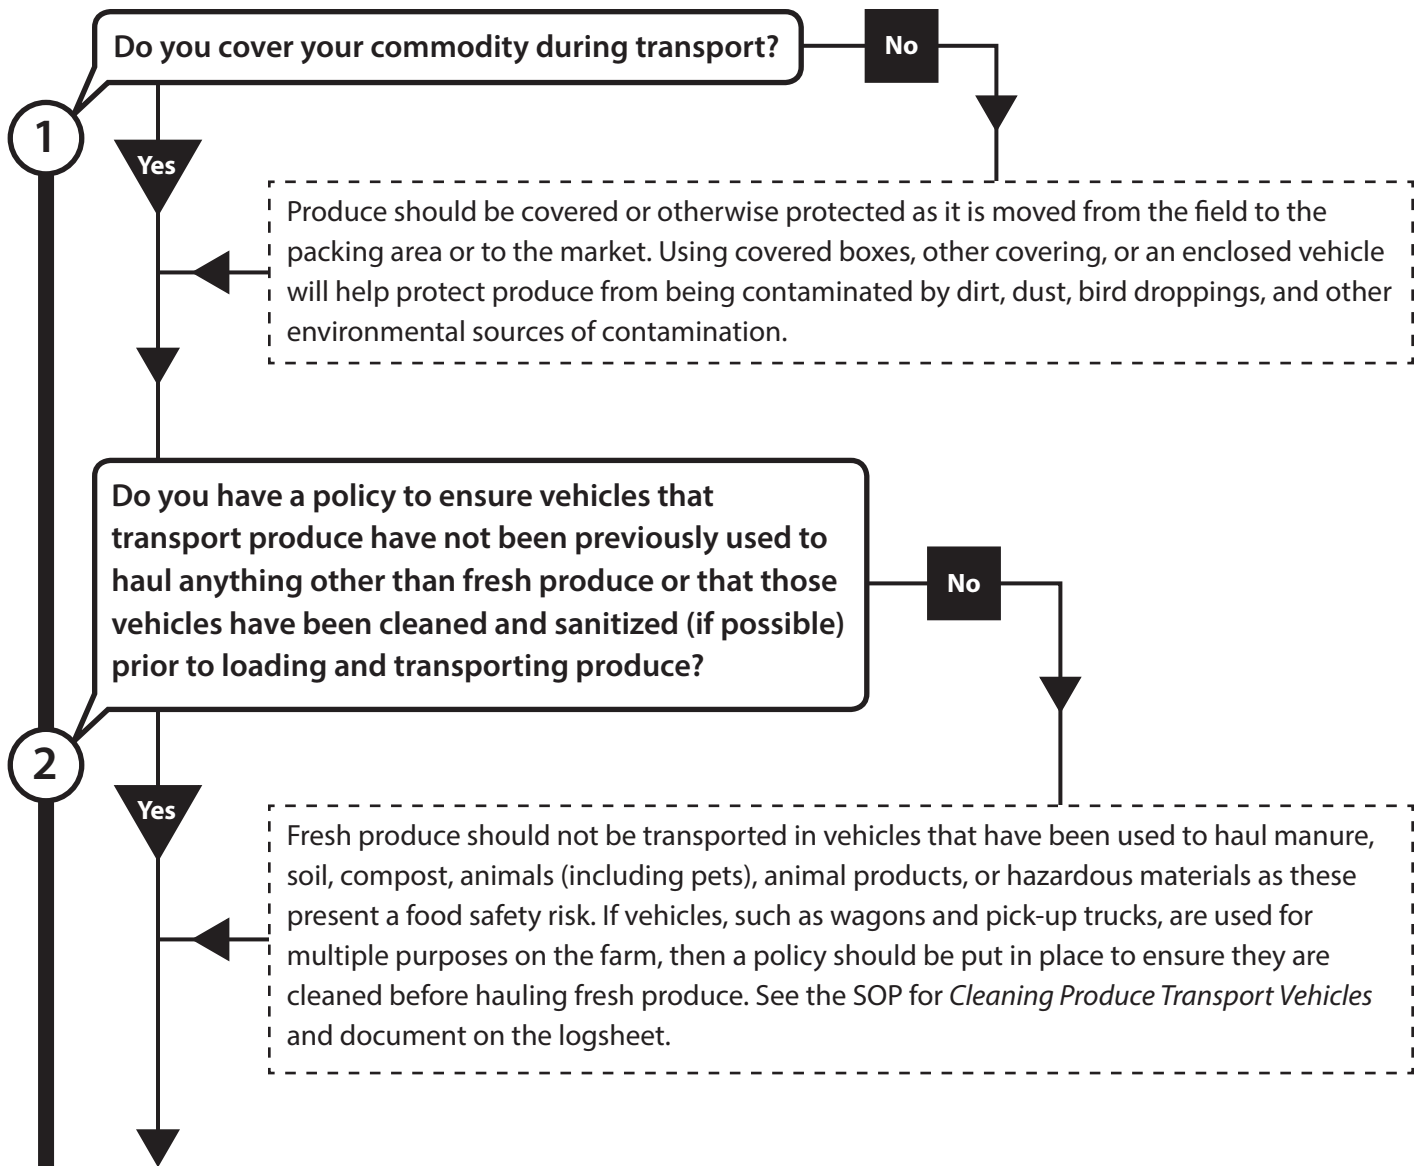 Do you cover your commodity during transport?
No
1
Yes
Produce should be covered or otherwise protected as it is moved from the field to the
packing area or to the market. Using covered boxes, other covering, or an enclosed vehicle
will help protect produce from being contaminated by dirt, dust, bird droppings, and other
environmental sources of contamination.
Do you have a policy to ensure vehicles that
transport produce have not been previously used to
haul anything other than fresh produce or that those
vehicles have been cleaned and sanitized (if possible)
prior to loading and transporting produce?
No
2
Yes
Fresh produce should not be transported in vehicles that have been used to haul manure,
soil, compost, animals (including pets), animal products, or hazardous materials as these
present a food safety risk. If vehicles, such as wagons and pick-up trucks, are used for
multiple purposes on the farm, then a policy should be put in place to ensure they are
cleaned before hauling fresh produce. See the SOP for Cleaning Produce Transport Vehicles
and document on the logsheet.